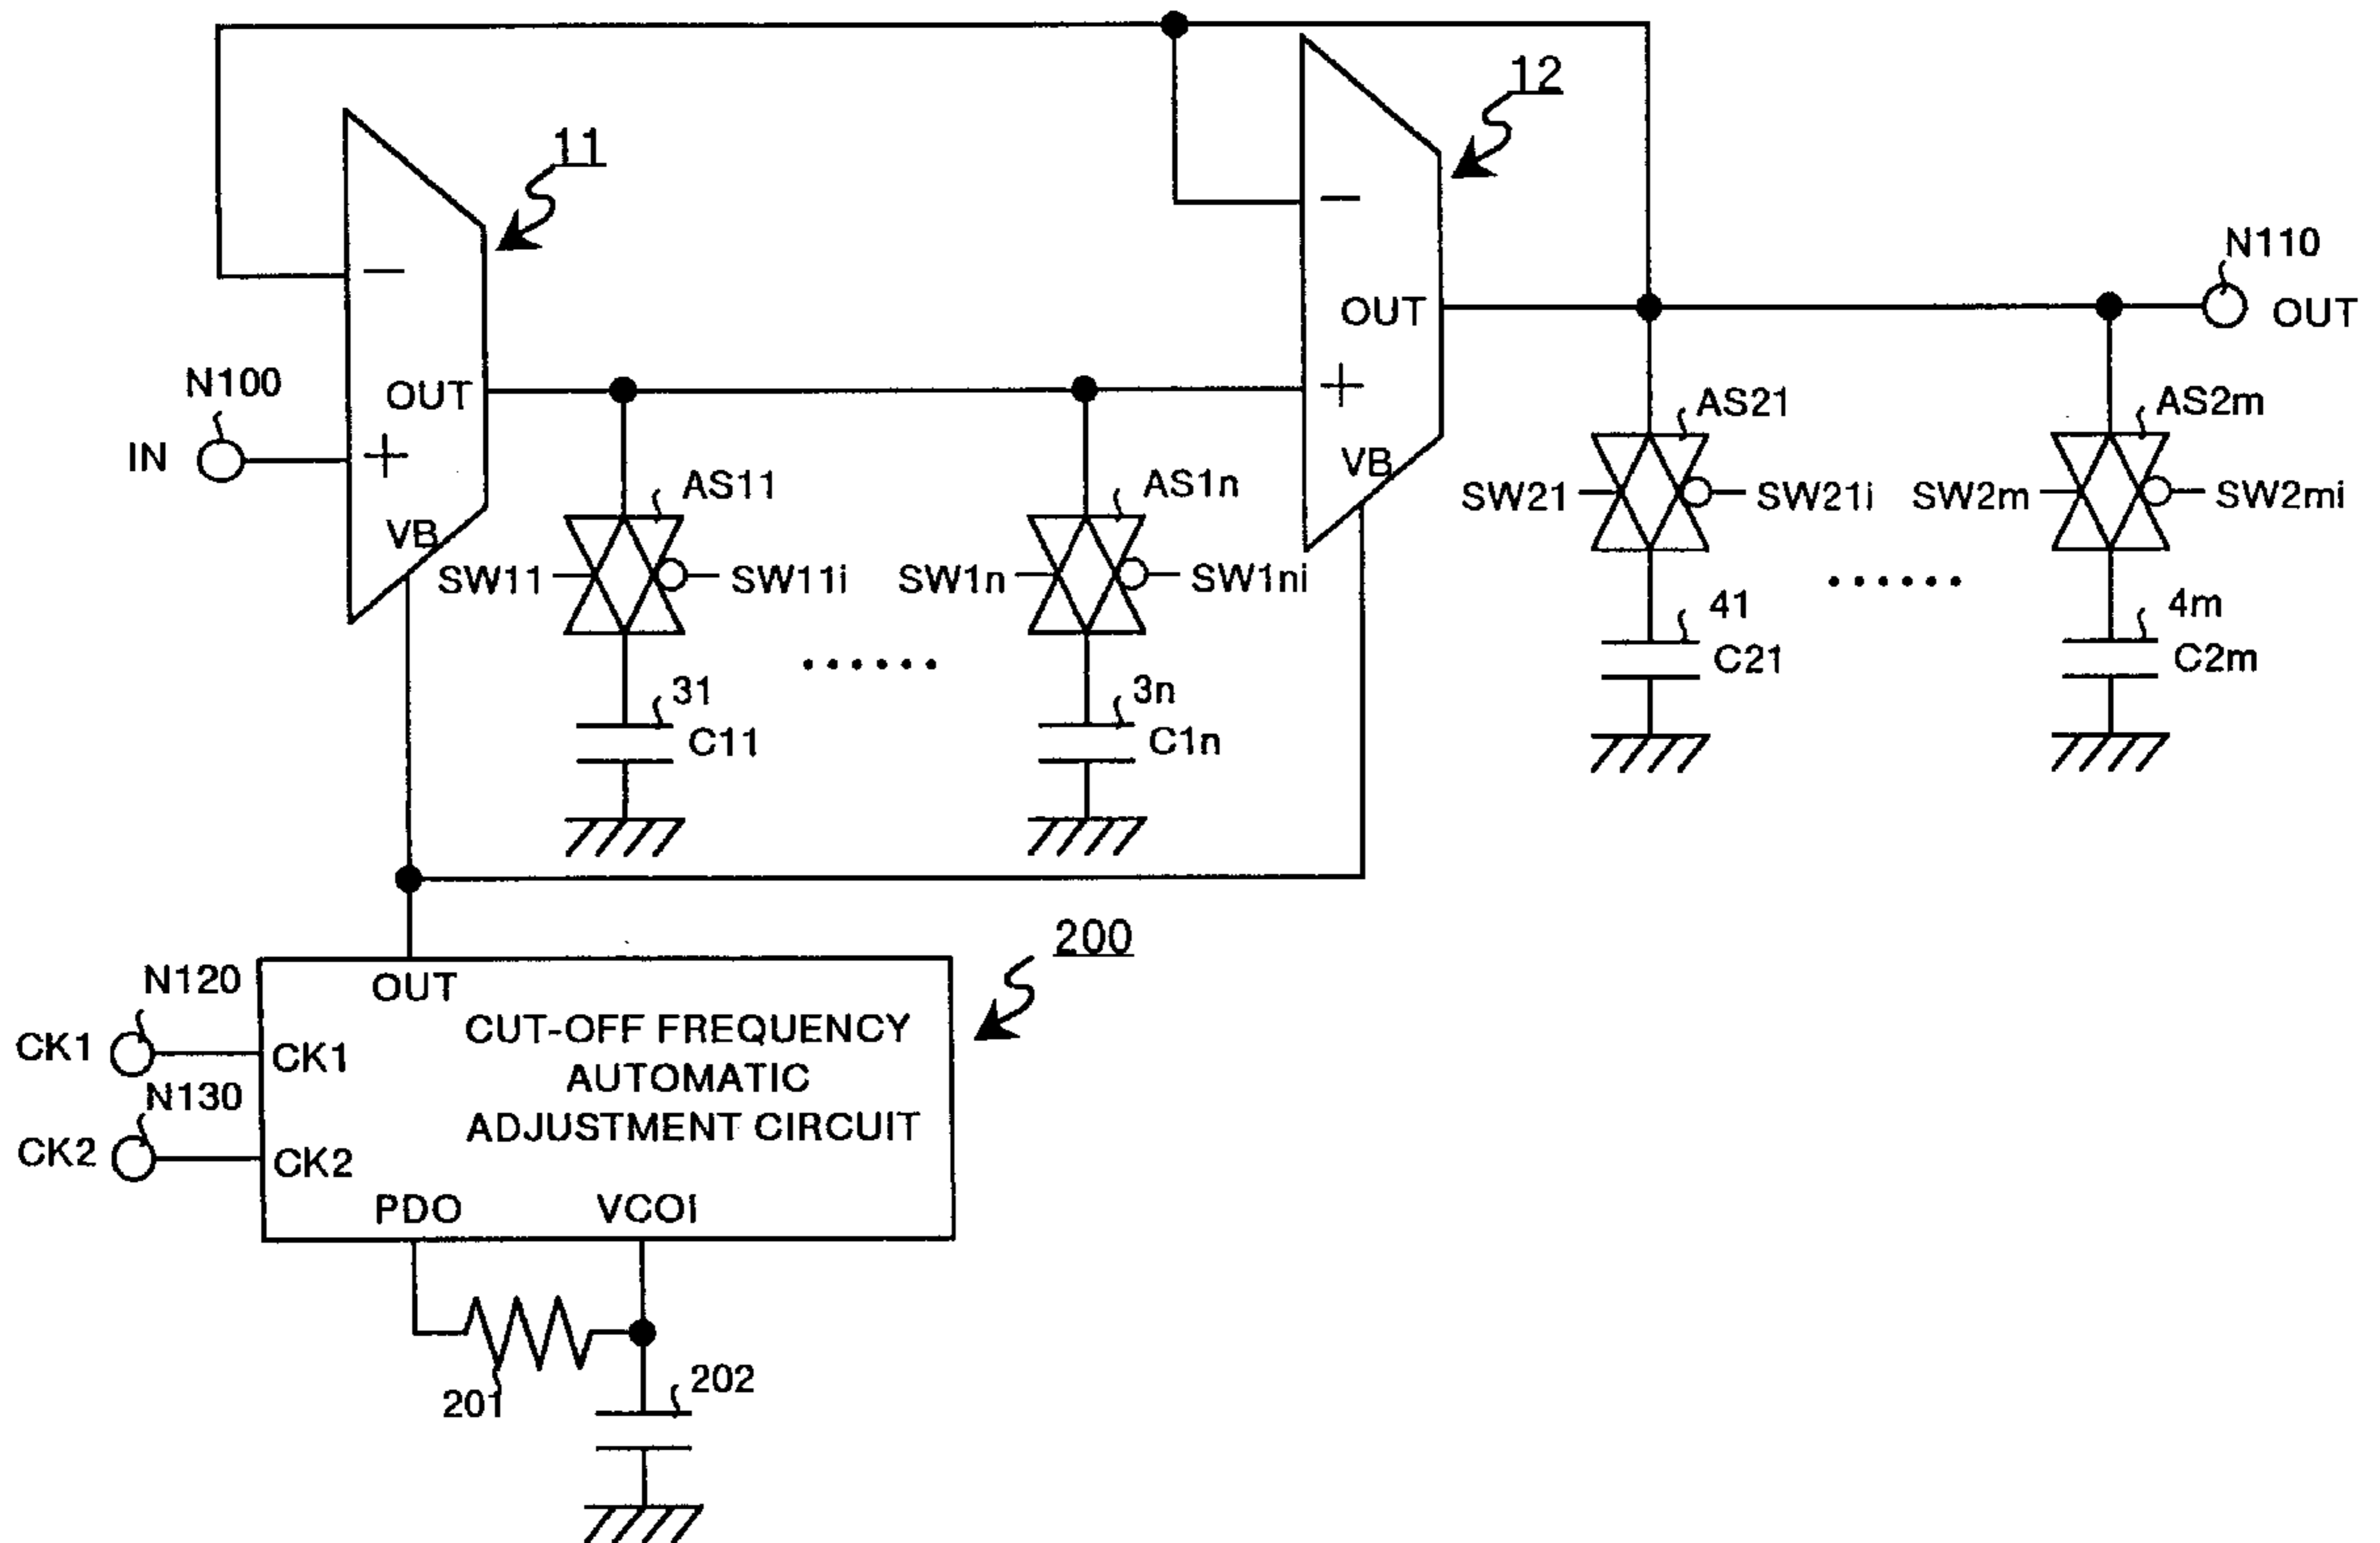 12
11
N110
OUT
OUT
N100
OUT
IN
VB
VB
AS11
AS1n
AS21
AS2m
SW11
SW11i
SW1n
SW1ni
SW21
SW21i
SW2m
SW2mi
31
C11
3n
C1n
41
C21
4m
C2m
200
N120
OUT
CUT-OFF FREQUENCY
AUTOMATIC
ADJUSTMENT CIRCUIT
CK1
CK1
N130
CK2
CK2
PDO
VCOI
201
202